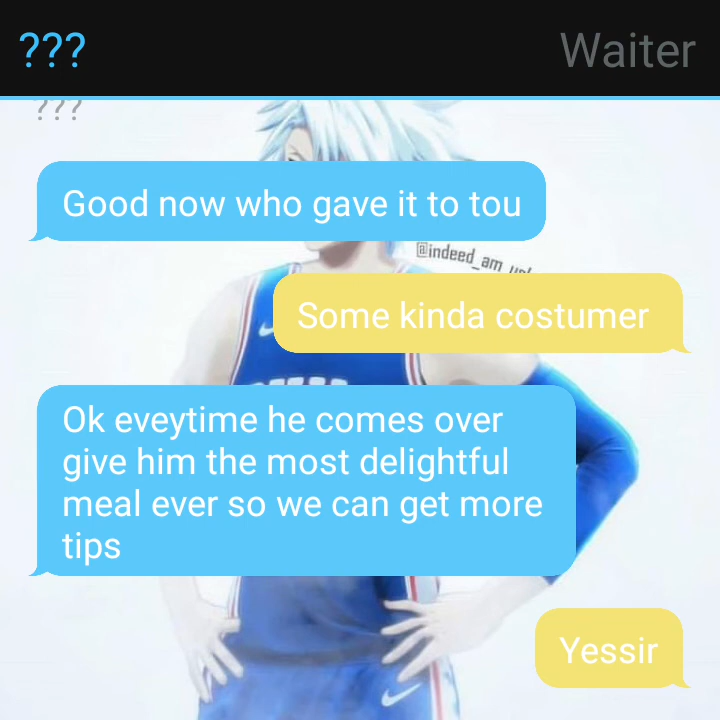 ??? Waiter
???
Good now who gave it to tou
@indeed_am_
Some kinda costumer
Ok eveytime he comes over
give him the most delightful
meal ever so we can get more
tips
Yessir